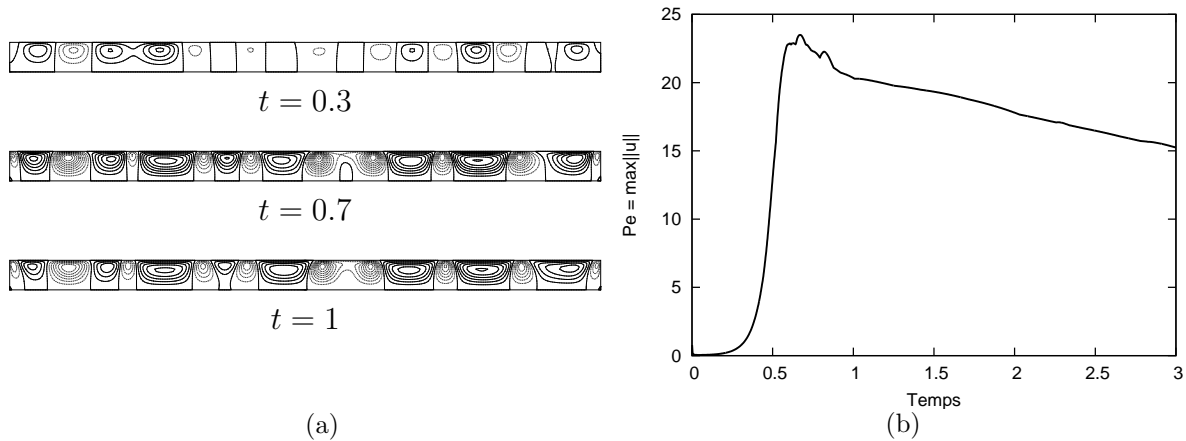 t = 0.3
t = 0.7
t = 1
(a)
25
20
15
10
5
0
Pe = max||u||
0
0.5
1
1.5
2
2.5
3
Temps
(b)